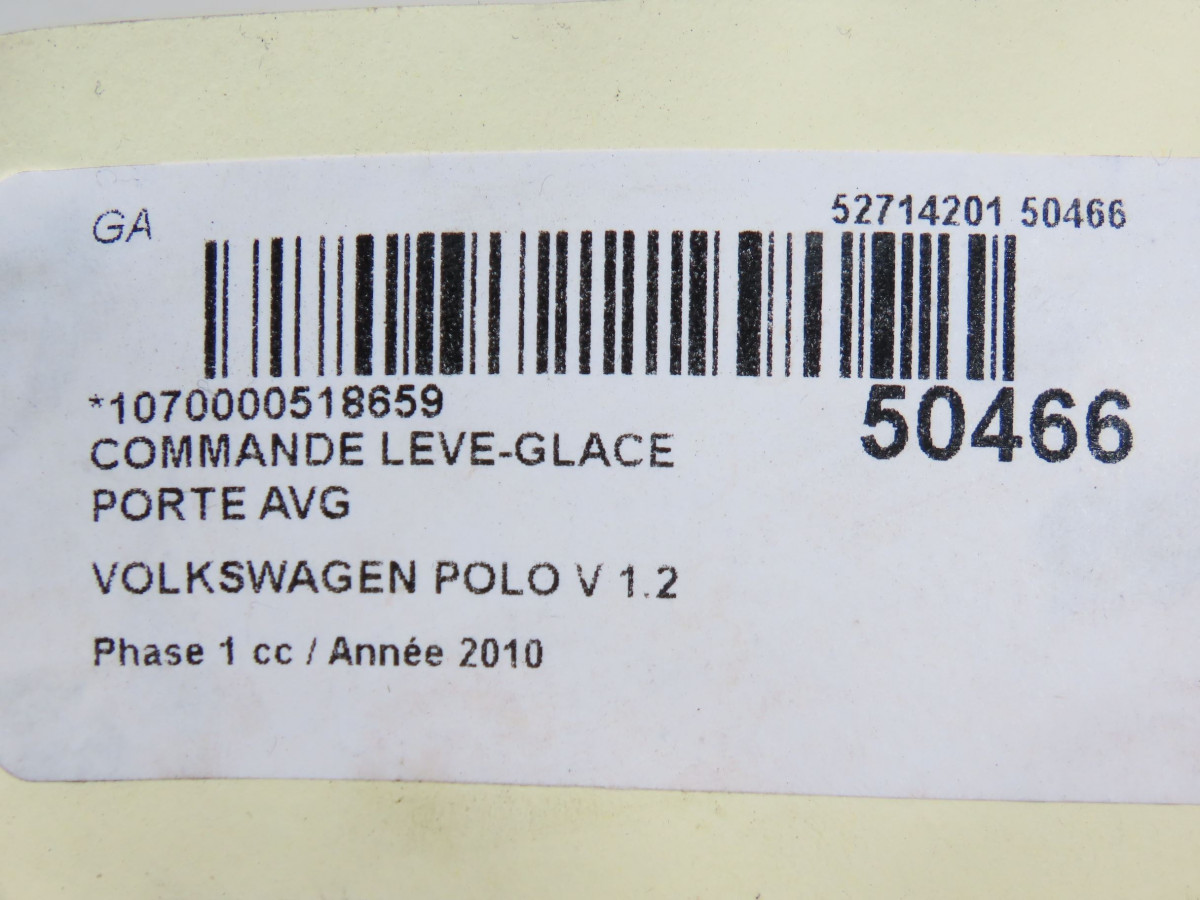 GA
52714201 50466
*1070000518659
50466
COMMANDE LEVE-GLACE
PORTE AVG
VOLKSWAGEN POLO V 1.2
Phase 1 cc / Année 2010